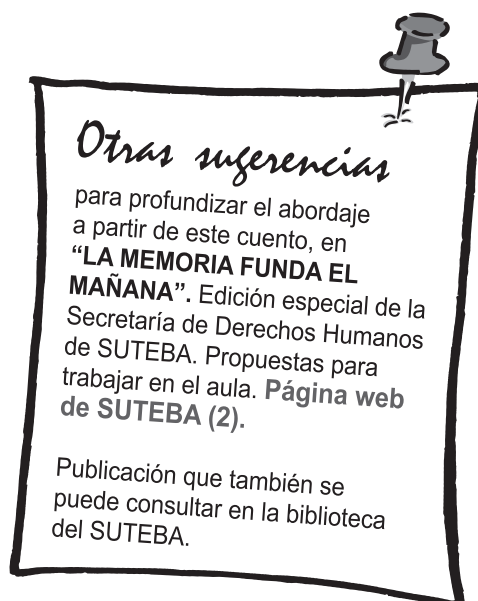 Otras sugerencias
para profundizar el abordaje
a partir de este cuento, en
“LA MEMORIA FUNDA EL
MAÑANA”. Edición especial de la
Secretaría de Derechos Humanos
de SUTEBA. Propuestas para
trabajar en el aula. Página web
de SUTEBA (2).
Publicación que también se
puede consultar en la biblioteca
del SUTEBA.